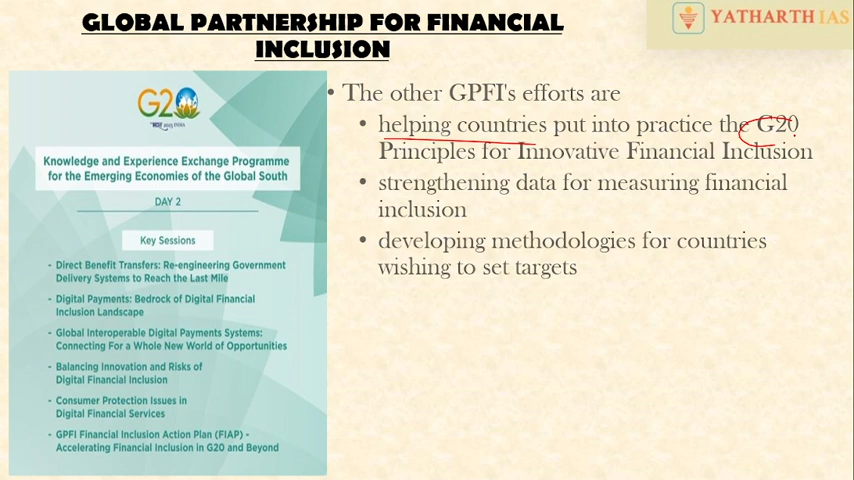 GLOBAL PARTNERSHIP FOR FINANCIAL
INCLUSION
YATHARTH IAS
G20
Knowledge and Experience Exchange Programme
for the Emerging Economies of the Global South
DAY 2
Key Sessions
- Direct Benefit Transfers: Re-engineering Government
Delivery Systems to Reach the Last Mile
- Digital Payments: Bedrock of Digital Financial
Inclusion Landscape
- Global Interoperable Digital Payments Systems:
Connecting For a Whole New World of Opportunities
- Balancing Innovation and Risks of
Digital Financial Inclusion
- Consumer Protection Issues in
Digital Financial Services
- GPFI Financial Inclusion Action Plan (FIAP) -
Accelerating Financial Inclusion in G20 and Beyond
• The other GPFI's efforts are
• helping countries put into practice the G20
Principles for Innovative Financial Inclusion
• strengthening data for measuring financial
inclusion
• developing methodologies for countries
wishing to set targets